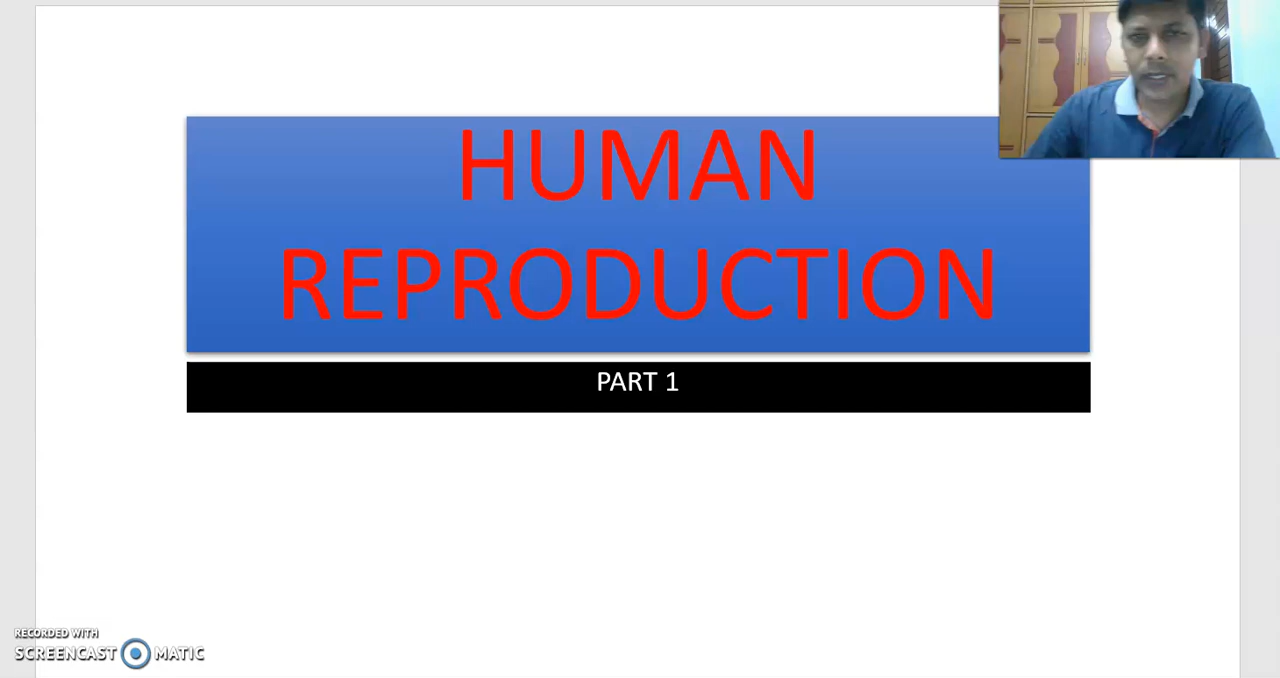 HUMAN
REPRODUCTION
PART 1
RECORDED WITH
SCREENCAST MATIC